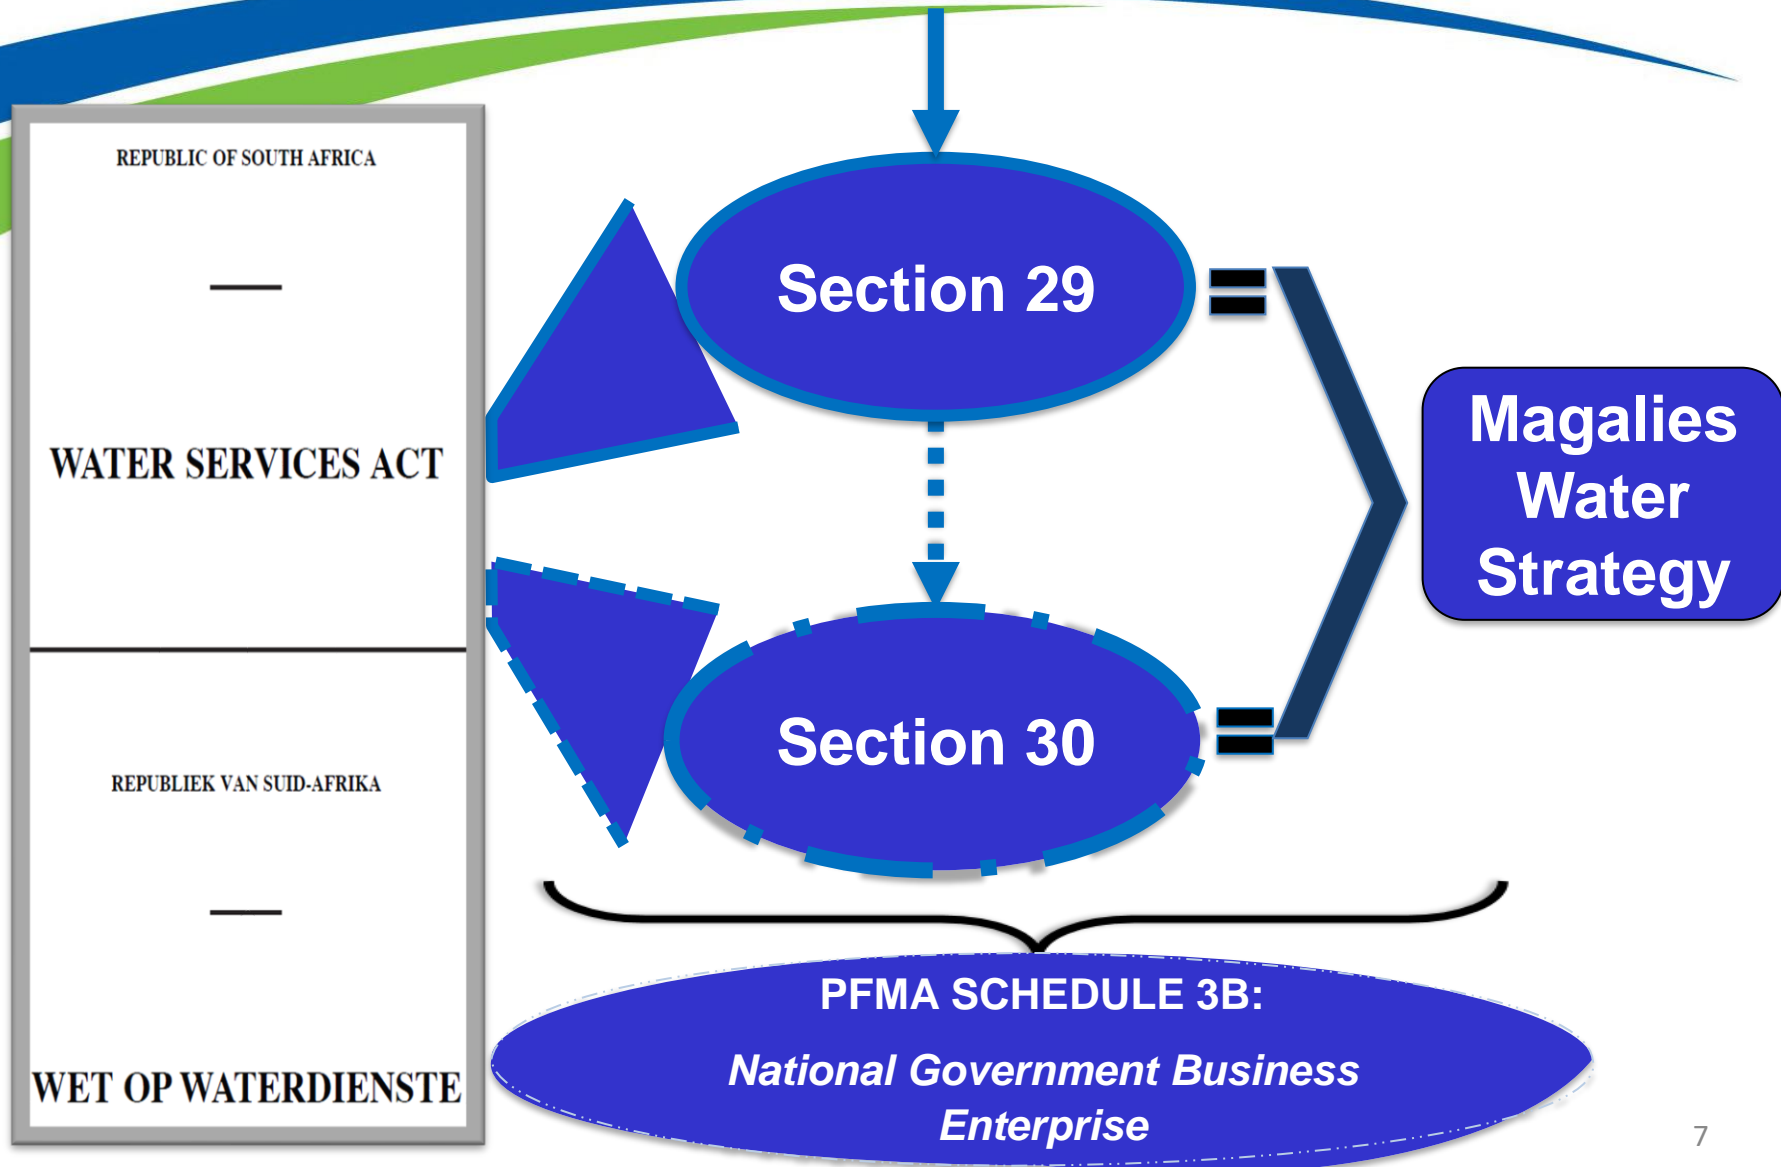 REPUBLIC OF SOUTH AFRICA
WATER SERVICES ACT
REPUBLIEK VAN SUID-AFRIKA
WET OP WATERDIENSTE
Section 29
Section 30
Magalies
Water
Strategy
PFMA SCHEDULE 3B:
National Government Business
Enterprise
7